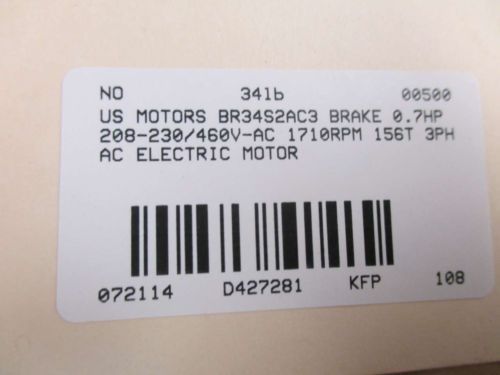 NO 34lb 00500
US MOTORS BR34S2AC3 BRAKE 0.7HP
208-230/460V-AC 1710RPM 156T 3PH
AC ELECTRIC MOTOR
072114 D427281 KFP 108